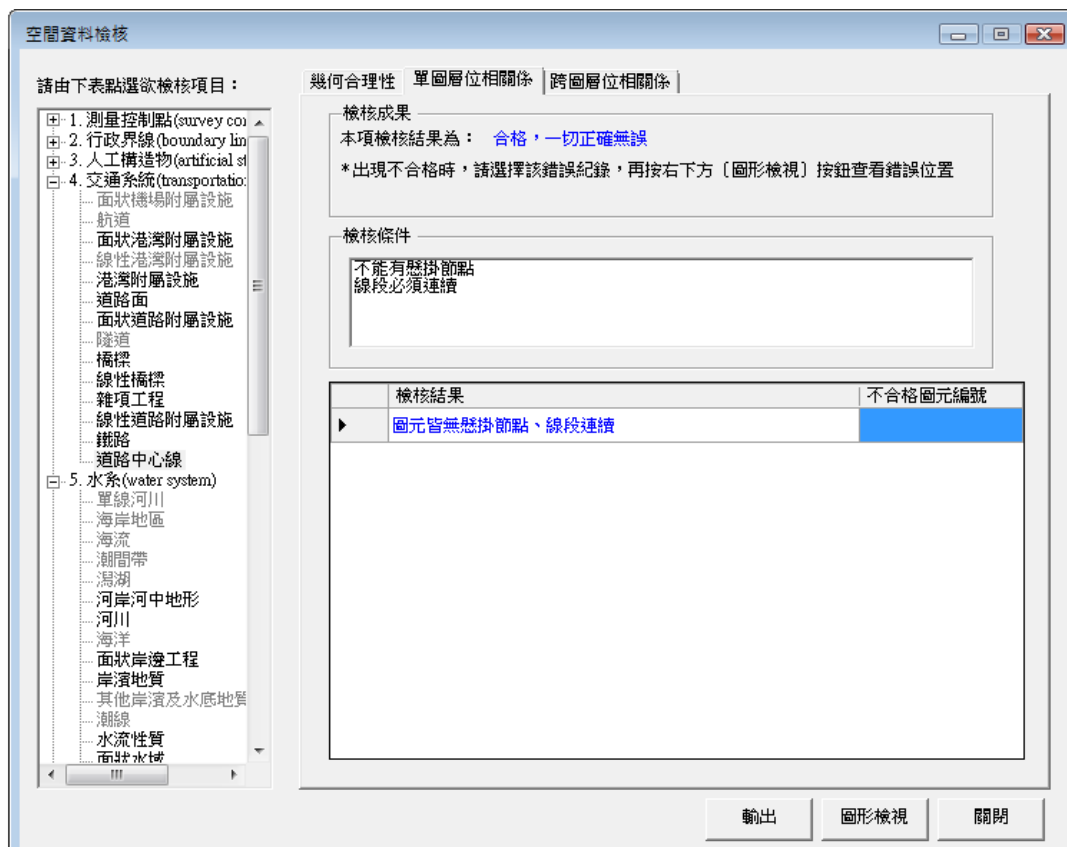 空間資料檢核
請由下表點選欲檢核項目：
1. 測量控制點(survey coi
2. 行政界線(boundary lin
3. 人工構造物(artificial st
4. 交通系統(transportatio
面狀機場附屬設施
航道
面狀港灣附屬設施
線性港灣附屬設施
港灣附屬設施
道路面
面狀道路附屬設施
隧道
橋樑
線性橋樑
雜項工程
線性道路附屬設施
鐵路
道路中心線
5. 水系(water system)
單線河川
海岸地區
海流
潮間帶
潟湖
河岸河中地形
河川
海洋
面狀岸邊工程
岸濱地質
其他岸濱及水底地質
潮線
水流性質
面狀水域
幾何合理性 單圖層位相關係 跨圖層位相關係
檢核成果
本項檢核結果為： 合格，一切正確無誤
*出現不合格時，請選擇該錯誤紀錄，再按右下方〔圖形檢視〕按鈕查看錯誤位置
檢核條件
不能有懸掛節點
線段必須連續
檢核結果 不合格圖元編號
圖元皆無懸掛節點、線段連續
輸出 圖形檢視 關閉